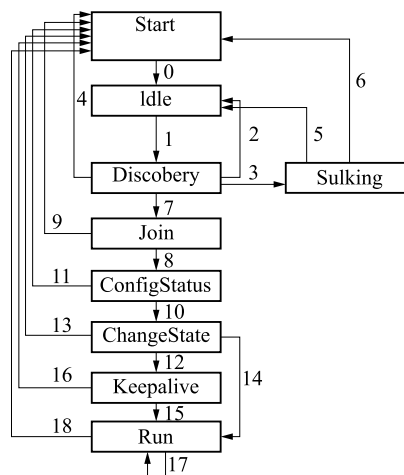 Start
0
Idle
4
1
2
5
6
Discobery
3
Sulking
7
9
Join
8
11
ConfigStatus
10
13
ChangeState
12
14
16
Keepalive
15
18
Run
17